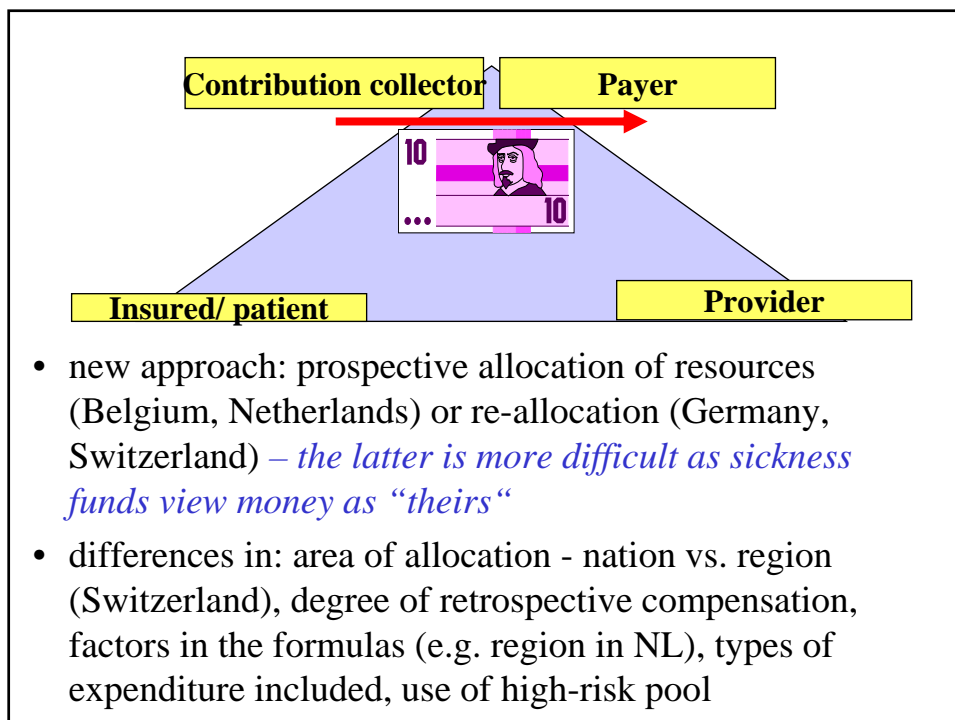 Contribution collector
Payer
10
10
...
Insured/ patient
Provider
• new approach: prospective allocation of resources
(Belgium, Netherlands) or re-allocation (Germany,
Switzerland) – the latter is more difficult as sickness
funds view money as “theirs“
• differences in: area of allocation - nation vs. region
(Switzerland), degree of retrospective compensation,
factors in the formulas (e.g. region in NL), types of
expenditure included, use of high-risk pool